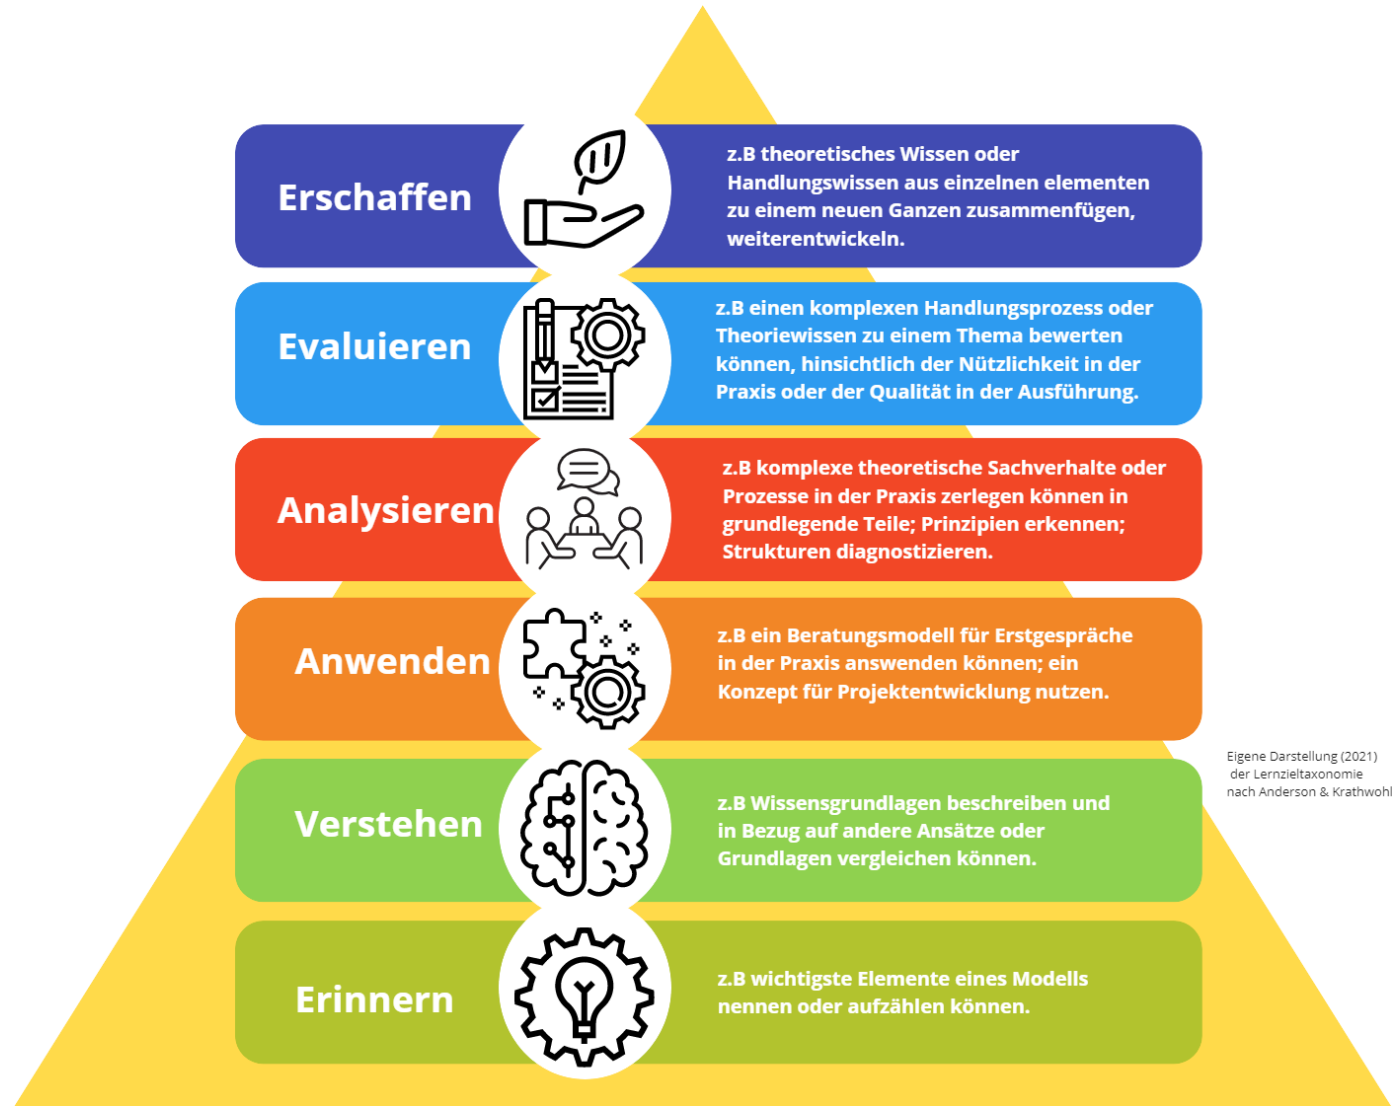 Erschaffen
z.B theoretisches Wissen oder
Handlungswissen aus einzelnen elementen
zu einem neuen Ganzen zusammenfügen,
weiterentwickeln.
Evaluieren
z.B einen komplexen Handlungsprozess oder
Theoriewissen zu einem Thema bewerten
können, hinsichtlich der Nützlichkeit in der
Praxis oder der Qualität in der Ausführung.
Analysieren
z.B komplexe theoretische Sachverhalte oder
Prozesse in der Praxis zerlegen können in
grundlegende Teile; Prinzipien erkennen;
Strukturen diagnostizieren.
Anwenden
z.B ein Beratungsmodell für Erstgespräche
in der Praxis answenden können; ein
Konzept für Projektentwicklung nutzen.
Verstehen
z.B Wissensgrundlagen beschreiben und
in Bezug auf andere Ansätze oder
Grundlagen vergleichen können.
Eigene Darstellung (2021)
der Lernzieltaxonomie
nach Anderson & Krathwohl
Erinnern
z.B wichtigste Elemente eines Modells
nennen oder aufzählen können.